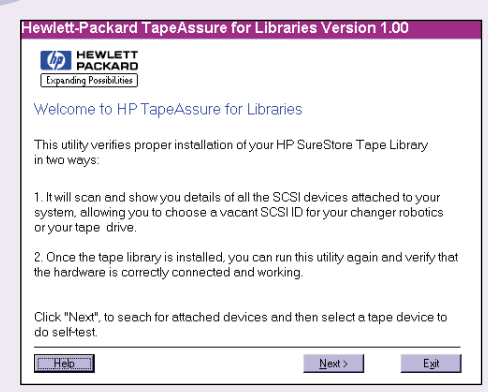 Hewlett-Packard TapeAssure for Libraries Version 1.00
hp HEWLETT
PACKARD
Expanding Possibilities
Welcome to HP TapeAssure for Libraries
This utility verifies proper installation of your HP SureStore Tape Library
in two ways:
1. It will scan and show you details of all the SCSI devices attached to your
system, allowing you to choose a vacant SCSI ID for your changer robotics
or your tape drive.
2. Once the tape library is installed, you can run this utility again and verify that
the hardware is correctly connected and working.
Click "Next", to seach for attached devices and then select a tape device to
do self-test.
Help Next > Exit